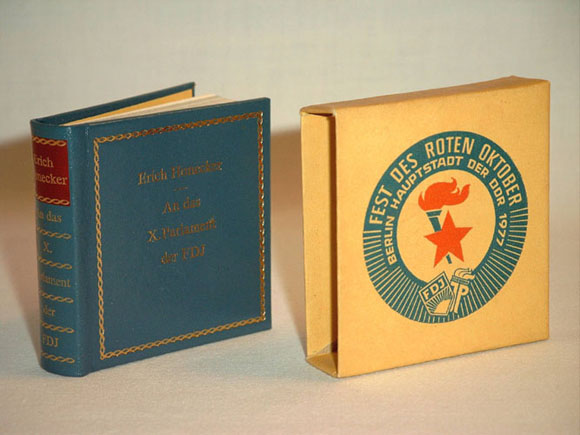 Erich
Honecker
An das
X.
Parlament
der
FDJ
Erich Honecker
An das
X. Parlament
der FDJ
FEST DES ROTEN OKTOBER
BERLIN HAUPTSTADT DER DDR 1977
FDJ